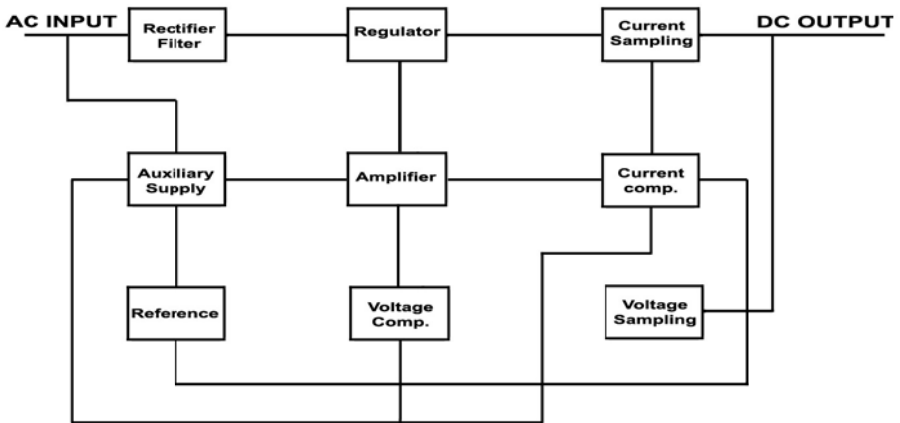 AC INPUT
Rectifier
Filter
Regulator
Current
Sampling
DC OUTPUT
Auxiliary
Supply
Amplifier
Current
comp.
Reference
Voltage
Comp.
Voltage
Sampling